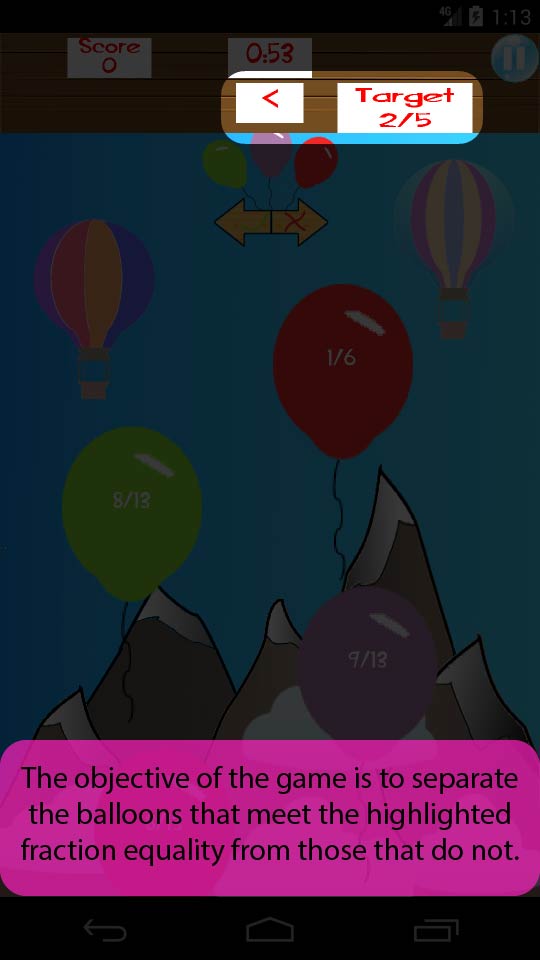 4G 1:13
Score
0
0:53
<
Target
2/5
1/6
8/13
9/13
The objective of the game is to separate
the balloons that meet the highlighted
fraction equality from those that do not.